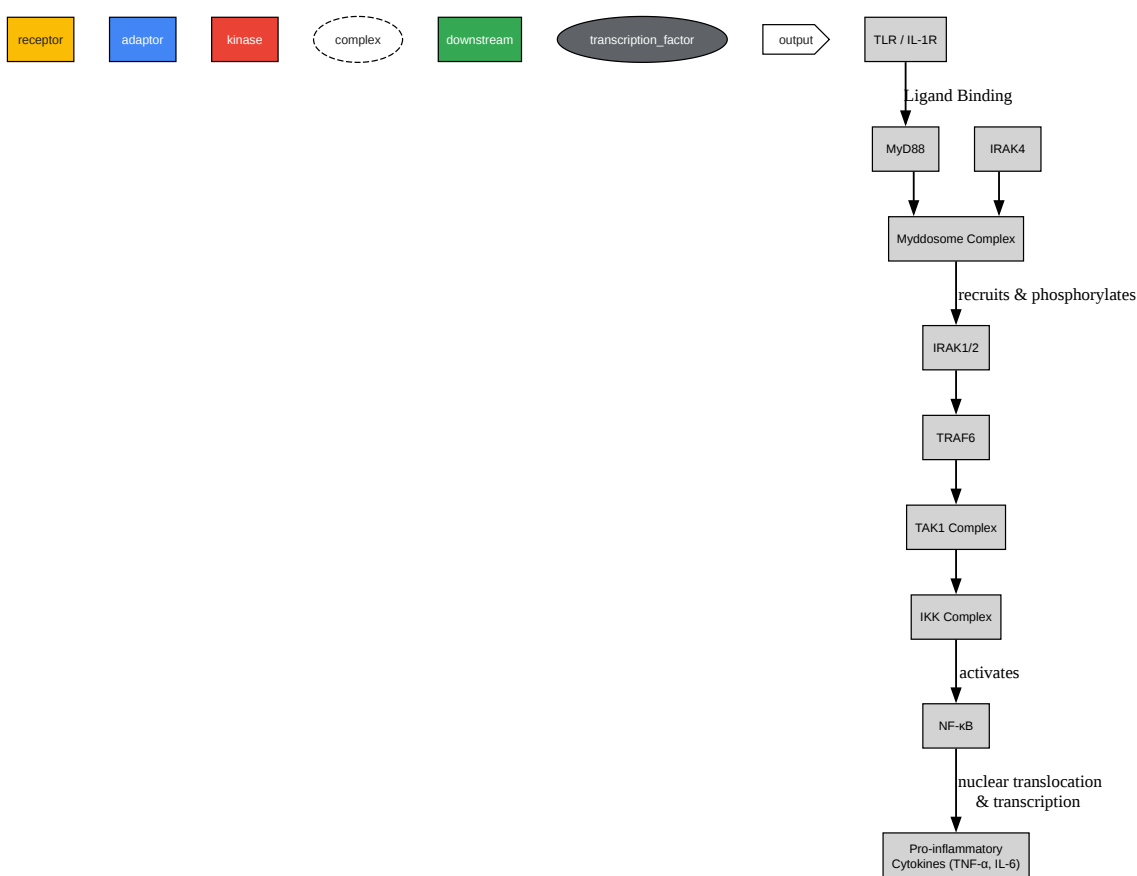 receptor
adaptor
kinase
complex
downstream
transcription_factor
output
TLR / IL-1R
Ligand Binding
MyD88
IRAK4
Myddosome Complex
recruits & phosphorylates
IRAK1/2
TRAF6
TAK1 Complex
IKK Complex
activates
NF-κB
nuclear translocation
& transcription
Pro-inflammatory
Cytokines (TNF-α, IL-6)